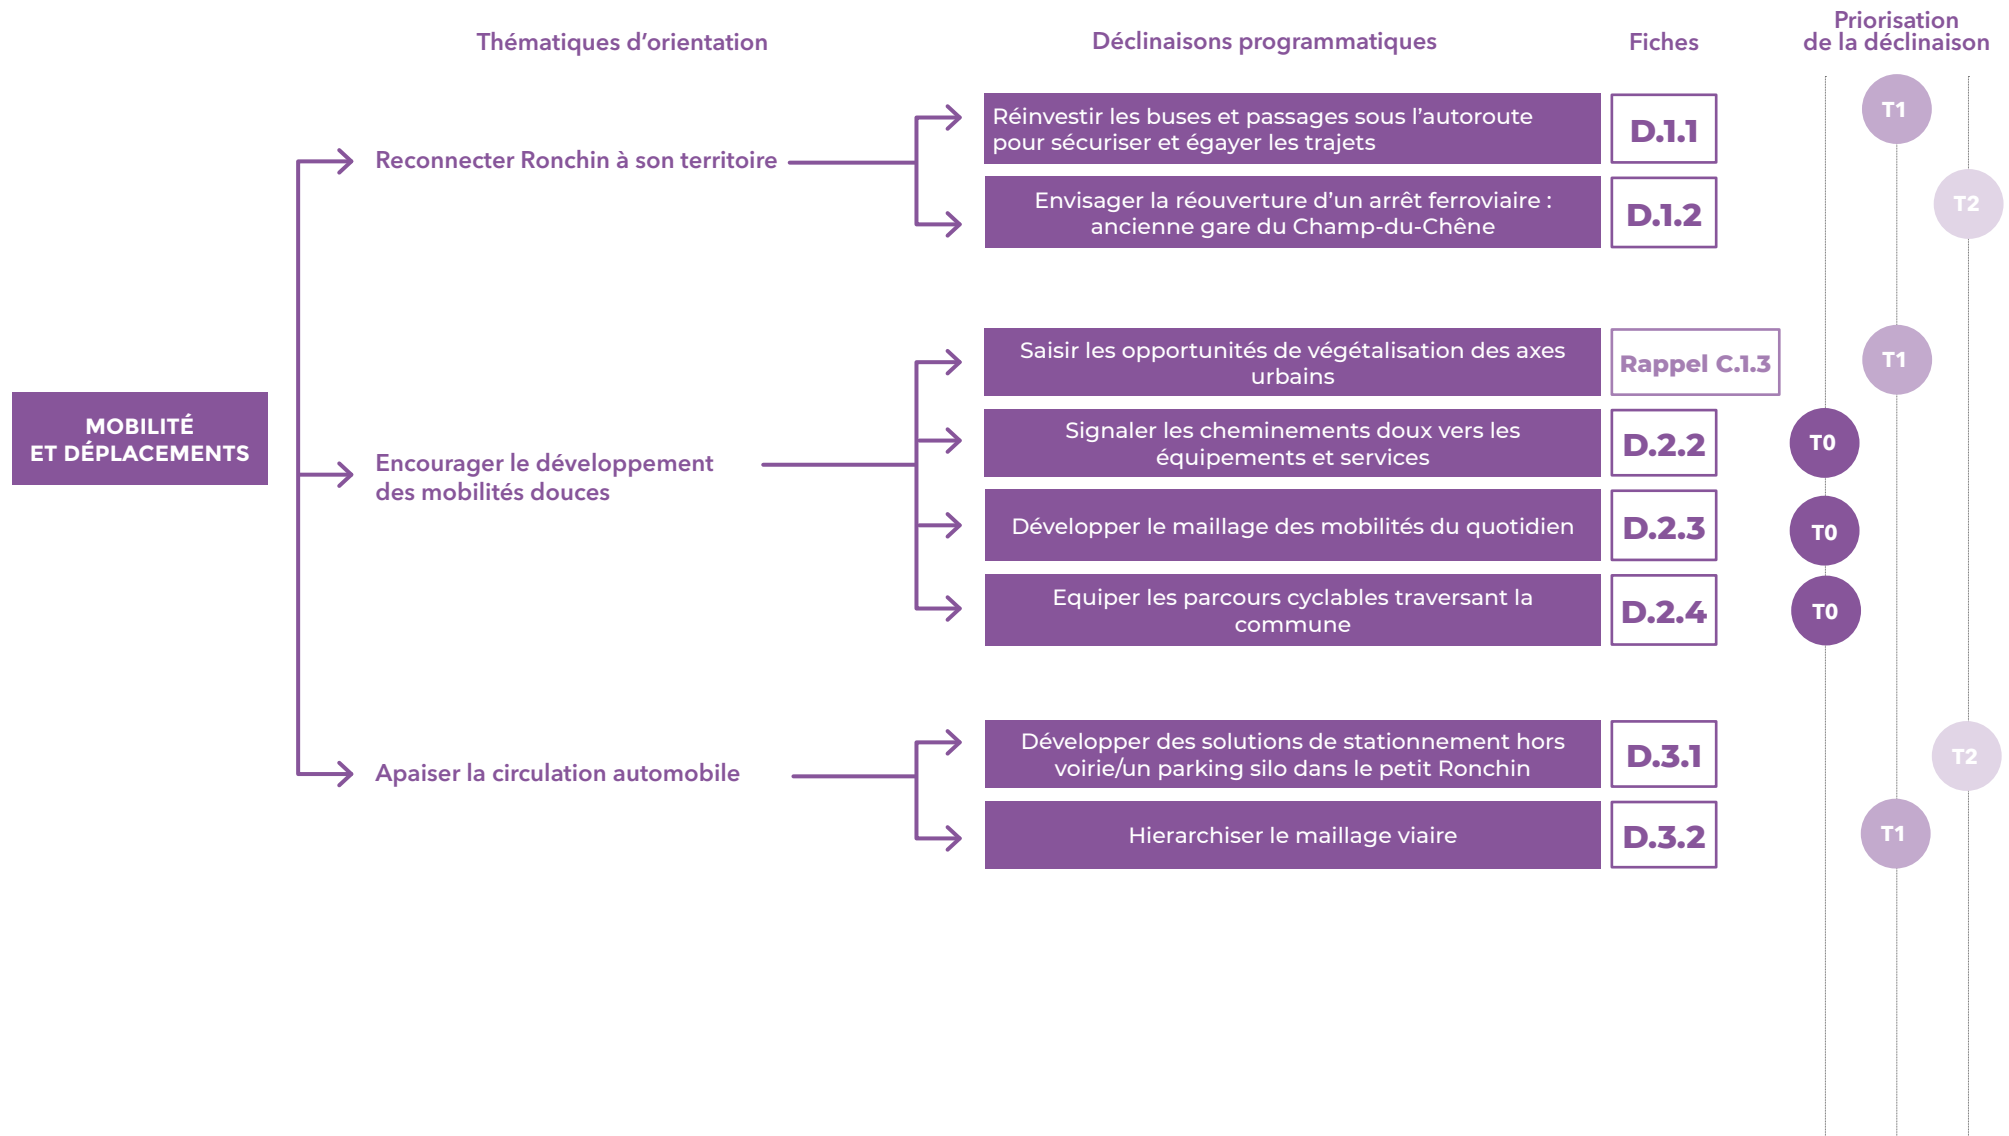 Thématiques d’orientation
Déclinaisons programmatiques
Fiches
Priorisation
de la déclinaison
MOBILITÉ
ET DÉPLACEMENTS
Reconnecter Ronchin à son territoire
Réinvestir les buses et passages sous l’autoroute
pour sécuriser et égayer les trajets
D.1.1
T1
Envisager la réouverture d’un arrêt ferroviaire :
ancienne gare du Champ-du-Chêne
D.1.2
T2
Encourager le développement
des mobilités douces
Saisir les opportunités de végétalisation des axes
urbains
Rappel C.1.3
T1
Signaler les cheminements doux vers les
équipements et services
D.2.2
T0
Développer le maillage des mobilités du quotidien
D.2.3
T0
Equiper les parcours cyclables traversant la
commune
D.2.4
T0
Apaiser la circulation automobile
Développer des solutions de stationnement hors
voirie/un parking silo dans le petit Ronchin
D.3.1
T2
Hierarchiser le maillage viaire
D.3.2
T1